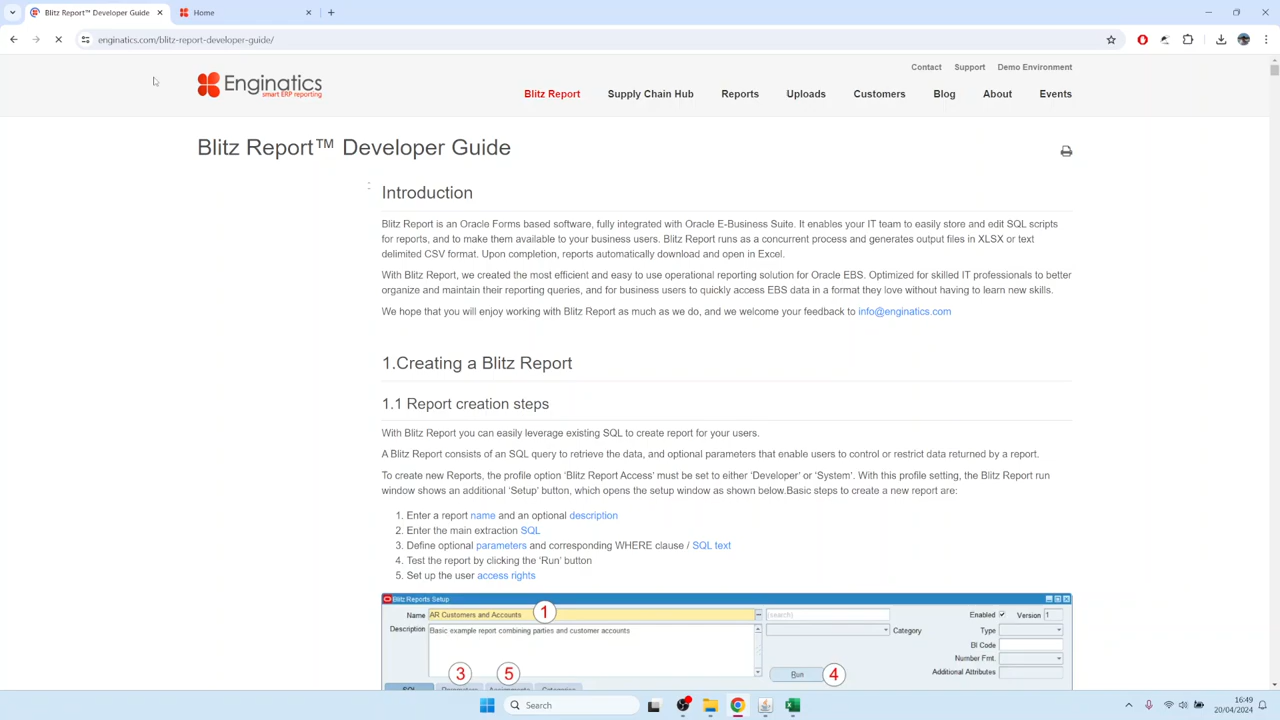 Blitz Report™ Developer Guide
Home
enginatics.com/blitz-report-developer-guide/
Contact Support Demo Environment
Enginatics
smart ERP reporting
Blitz Report Supply Chain Hub Reports Uploads Customers Blog About Events
Blitz Report™ Developer Guide
Introduction
Blitz Report is an Oracle Forms based software, fully integrated with Oracle E-Business Suite. It enables your IT team to easily store and edit SQL scripts
for reports, and to make them available to your business users. Blitz Report runs as a concurrent process and generates output files in XLSX or text
delimited CSV format. Upon completion, reports automatically download and open in Excel.
With Blitz Report, we created the most efficient and easy to use operational reporting solution for Oracle EBS. Optimized for skilled IT professionals to better
organize and maintain their reporting queries, and for business users to quickly access EBS data in a format they love without having to learn new skills.
We hope that you will enjoy working with Blitz Report as much as we do, and we welcome your feedback to info@enginatics.com
1.Creating a Blitz Report
1.1 Report creation steps
With Blitz Report you can easily leverage existing SQL to create report for your users.
A Blitz Report consists of an SQL query to retrieve the data, and optional parameters that enable users to control or restrict data returned by a report.
To create new Reports, the profile option 'Blitz Report Access' must be set to either 'Developer' or 'System'. With this profile setting, the Blitz Report run
window shows an additional 'Setup' button, which opens the setup window as shown below.Basic steps to create a new report are:
1. Enter a report name and an optional description
2. Enter the main extraction SQL
3. Define optional parameters and corresponding WHERE clause / SQL text
4. Test the report by clicking the 'Run' button
5. Set up the user access rights
Blitz Reports Setup
Name AR Customers and Accounts 1 (search) Enabled Version 1
Description Basic example report combining parties and customer accounts Category Type
BI Code
Number Fmt.
3 5 Run 4 Additional Attributes
SQL Parameters Assignments Categories
Search
16:49
20/04/2024